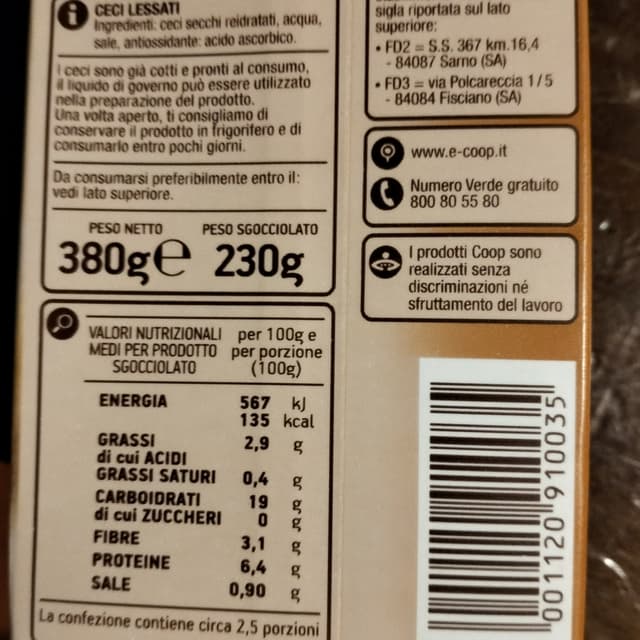 CECI LESSATI
Ingredienti: ceci secchi reidratati, acqua,
sale, antiossidante: acido ascorbico.
I ceci sono già cotti e pronti al consumo,
il liquido di governo può essere utilizzato
nella preparazione del prodotto.
Una volta aperto, ti consigliamo di
conservare il prodotto in frigorifero e di
consumarlo entro pochi giorni.
Da consumarsi preferibilmente entro il:
vedi lato superiore.
PESO NETTO PESO SGOCCIOLATO
380g℮ 230g
VALORI NUTRIZIONALI per 100g e
MEDI PER PRODOTTO per porzione
SGOCCIOLATO (100g)
ENERGIA 567 kJ
135 kcal
GRASSI 2,9 g
di cui ACIDI
GRASSI SATURI 0,4 g
CARBOIDRATI 19 g
di cui ZUCCHERI 0 g
FIBRE 3,1 g
PROTEINE 6,4 g
SALE 0,90 g
La confezione contiene circa 2,5 porzioni
sigla riportata sul lato
superiore:
• FD2 = S.S. 367 km.16,4
- 84087 Sarno (SA)
• FD3 = via Polcareccia 1/5
- 84084 Fisciano (SA)
www.e-coop.it
Numero Verde gratuito
800 80 55 80
I prodotti Coop sono
realizzati senza
discriminazioni né
sfruttamento del lavoro
001120 910035